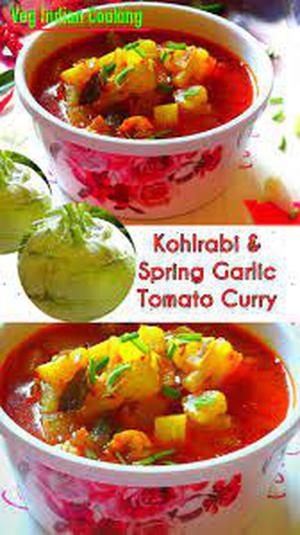 Veg Indian Cooking
Kohlrabi &
Spring Garlic
Tomato Curry